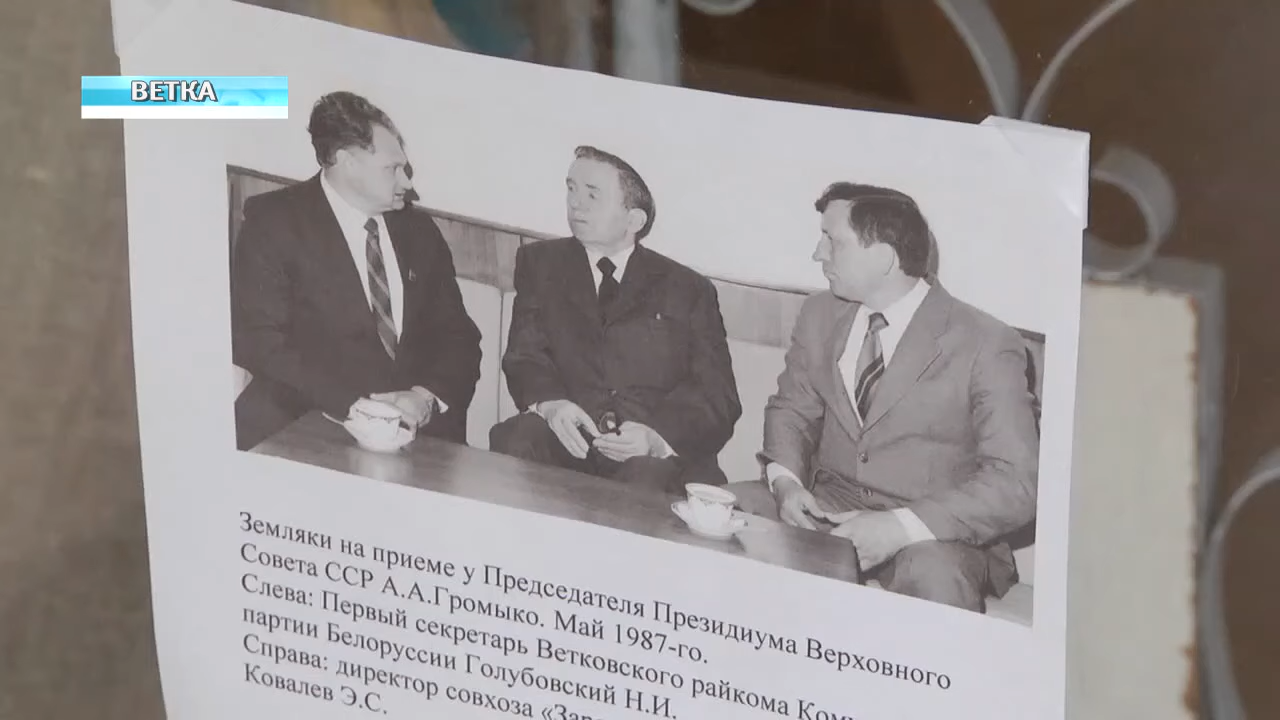 ВЕТКА
Земляки на приеме у Председателя Президиума Верховного
Совета ССР А.А.Громыко. Май 1987-го.
Слева: Первый секретарь Ветковского райкома
партии Белоруссии Голубовский Н.И.
Справа: директор совхоза
Ковалев Э.С.